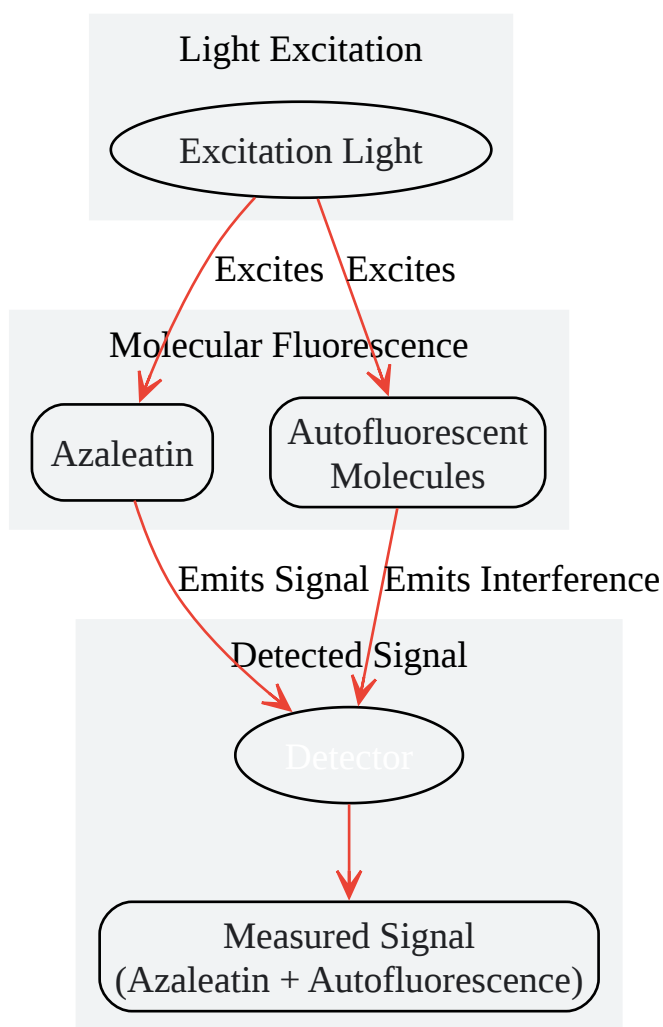 Light Excitation
Excitation Light
Excites Excites
Molecular Fluorescence
Azaleatin
Autofluorescent
Molecules
Emits Signal Emits Interference
Detected Signal
Detector
Measured Signal
(Azaleatin + Autofluorescence)